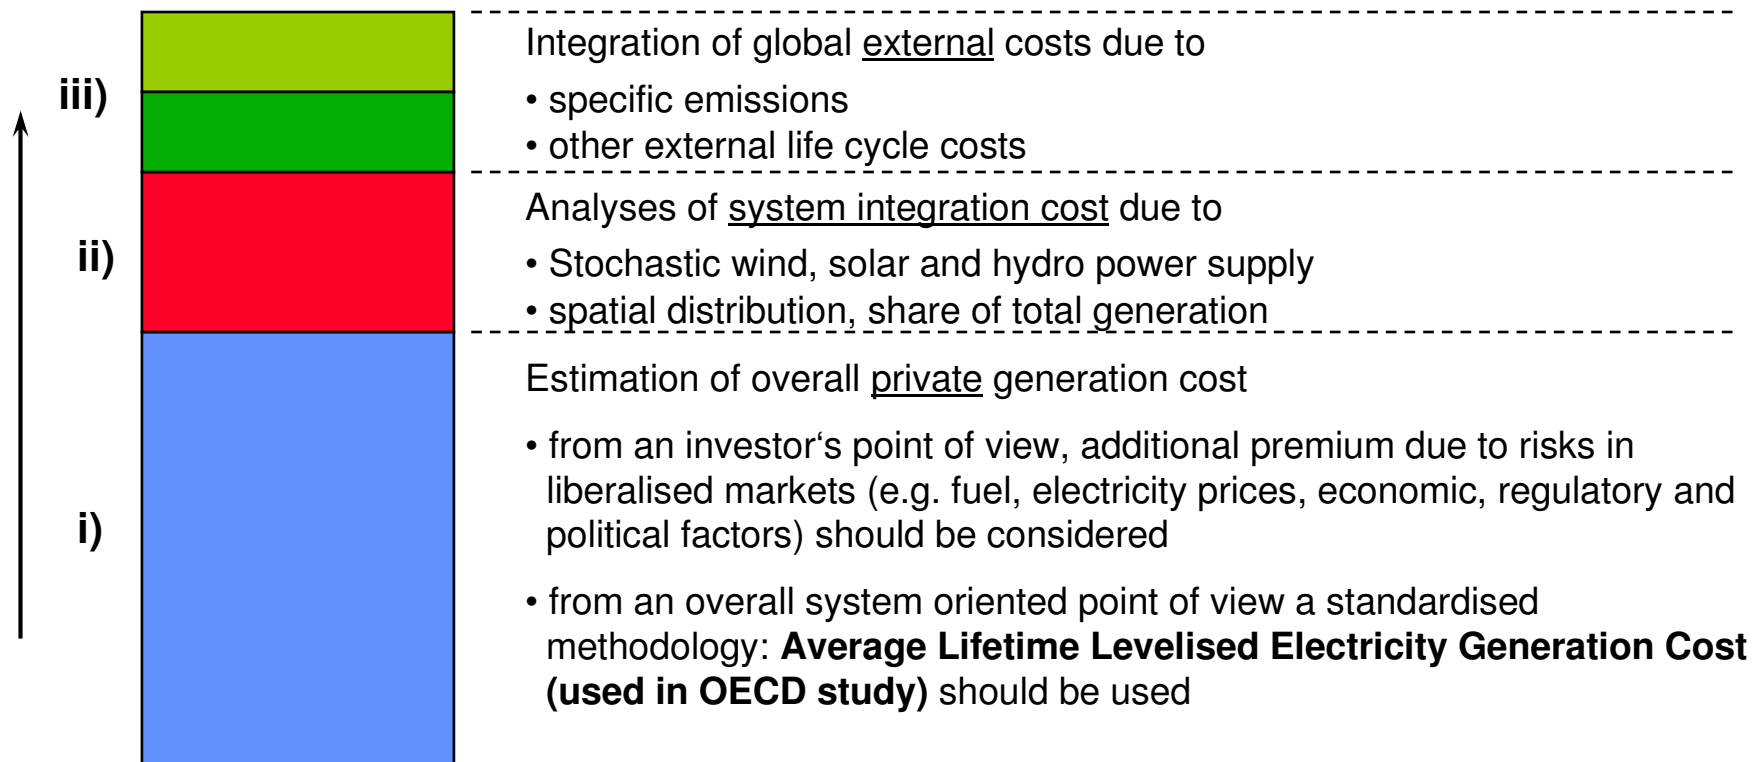 iii)
Integration of global external costs due to
• specific emissions
• other external life cycle costs
ii)
Analyses of system integration cost due to
• Stochastic wind, solar and hydro power supply
• spatial distribution, share of total generation
i)
Estimation of overall private generation cost
• from an investor‘s point of view, additional premium due to risks in
liberalised markets (e.g. fuel, electricity prices, economic, regulatory and
political factors) should be considered
• from an overall system oriented point of view a standardised
methodology: Average Lifetime Levelised Electricity Generation Cost
(used in OECD study) should be used